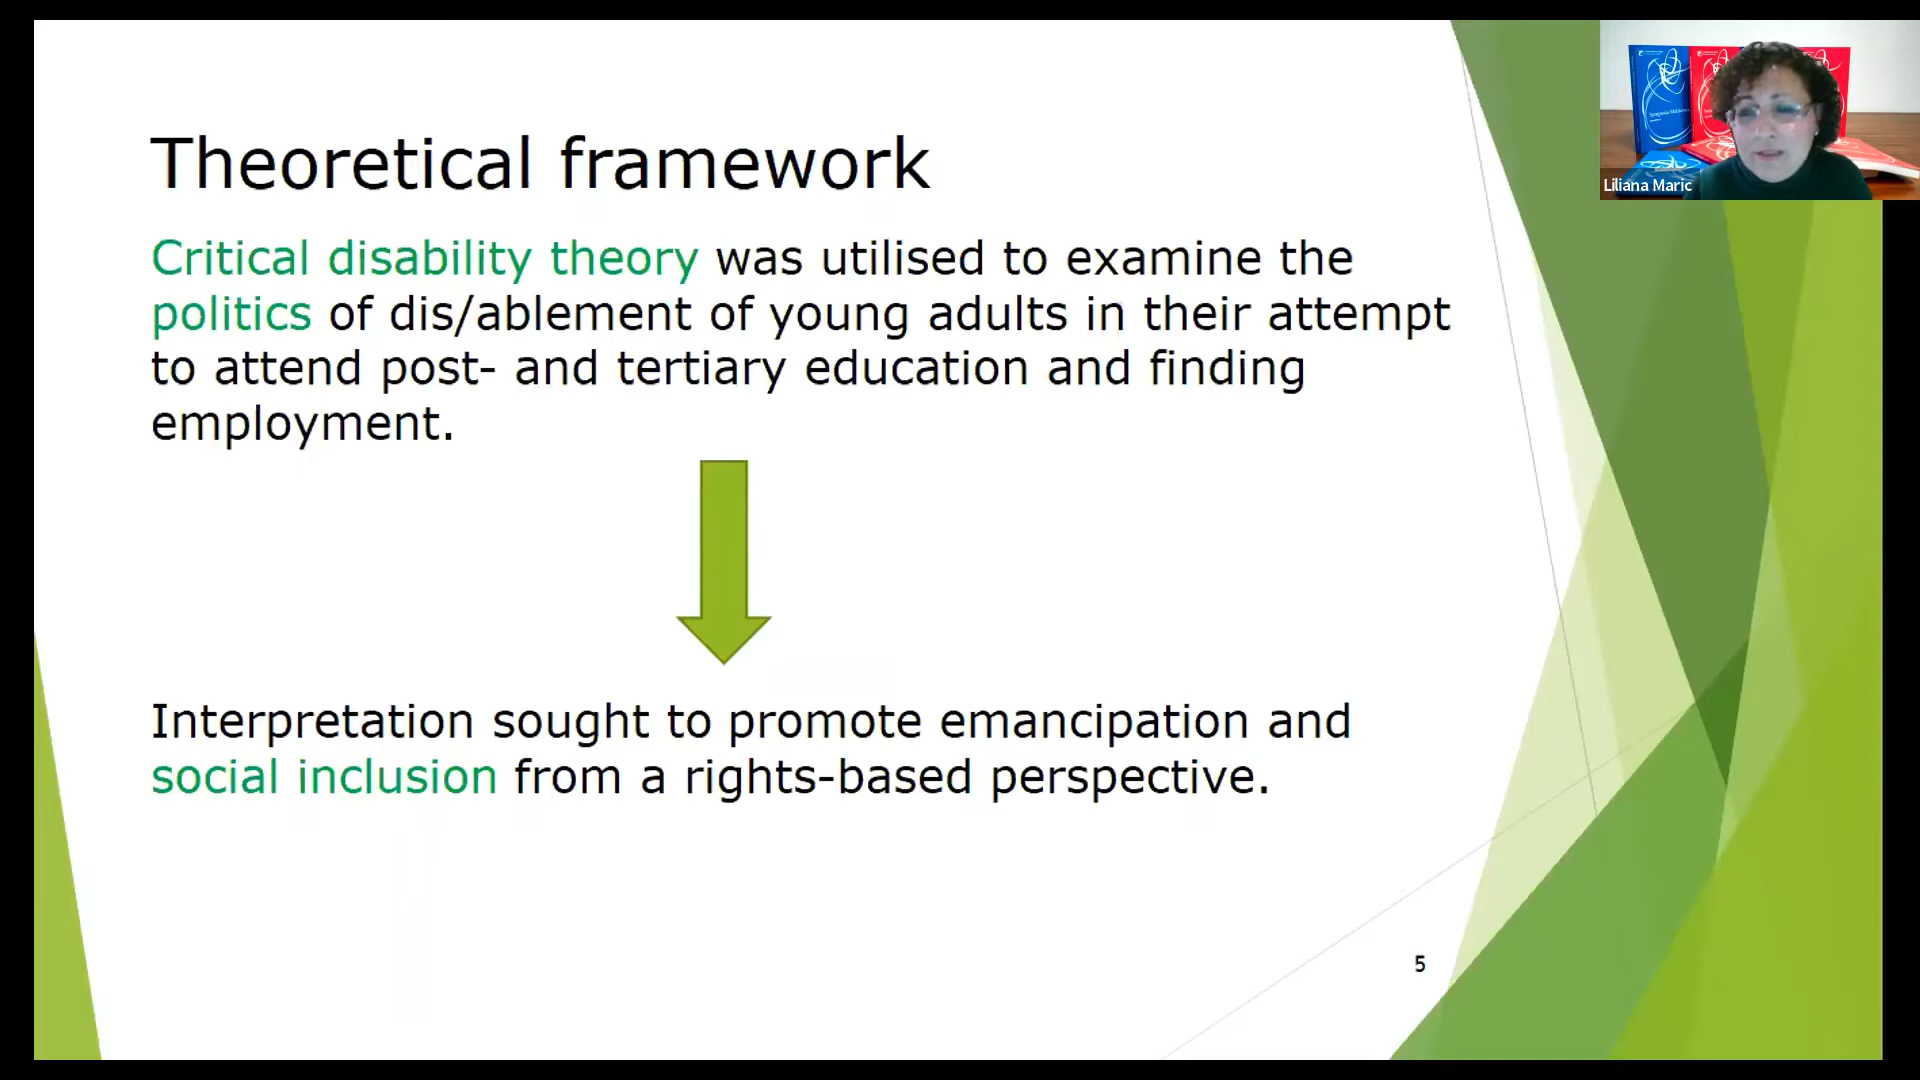 Theoretical framework
Critical disability theory was utilised to examine the
politics of dis/ablement of young adults in their attempt
to attend post- and tertiary education and finding
employment.
Interpretation sought to promote emancipation and
social inclusion from a rights-based perspective.
5
Liliana Maric